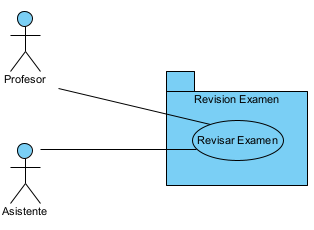 Profesor
Revision Examen
Revisar Examen
Asistente